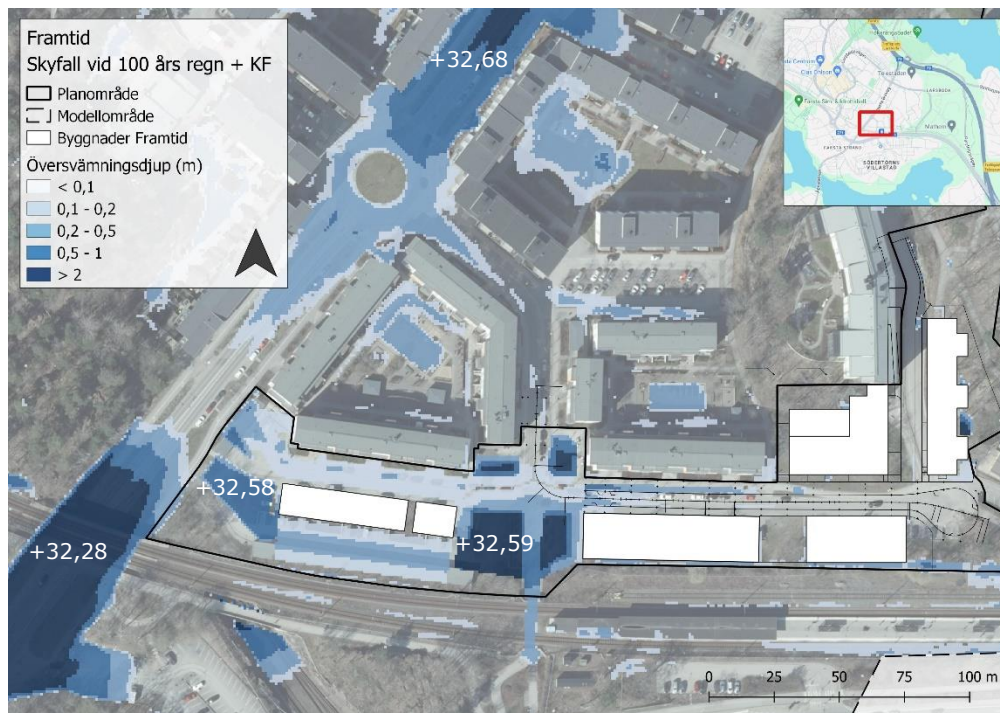 Framtid
Skyfall vid 100 års regn + KF
Planområde
Modellområde
Byggnader Framtid
Översvämningsdjup (m)
< 0,1
0,1 - 0,2
0,2 - 0,5
0,5 - 1
> 2
+32,68
+32,58
+32,59
+32,28
SÖDERTÖRNS
VILLASTAD
0 25 50 75 100 m